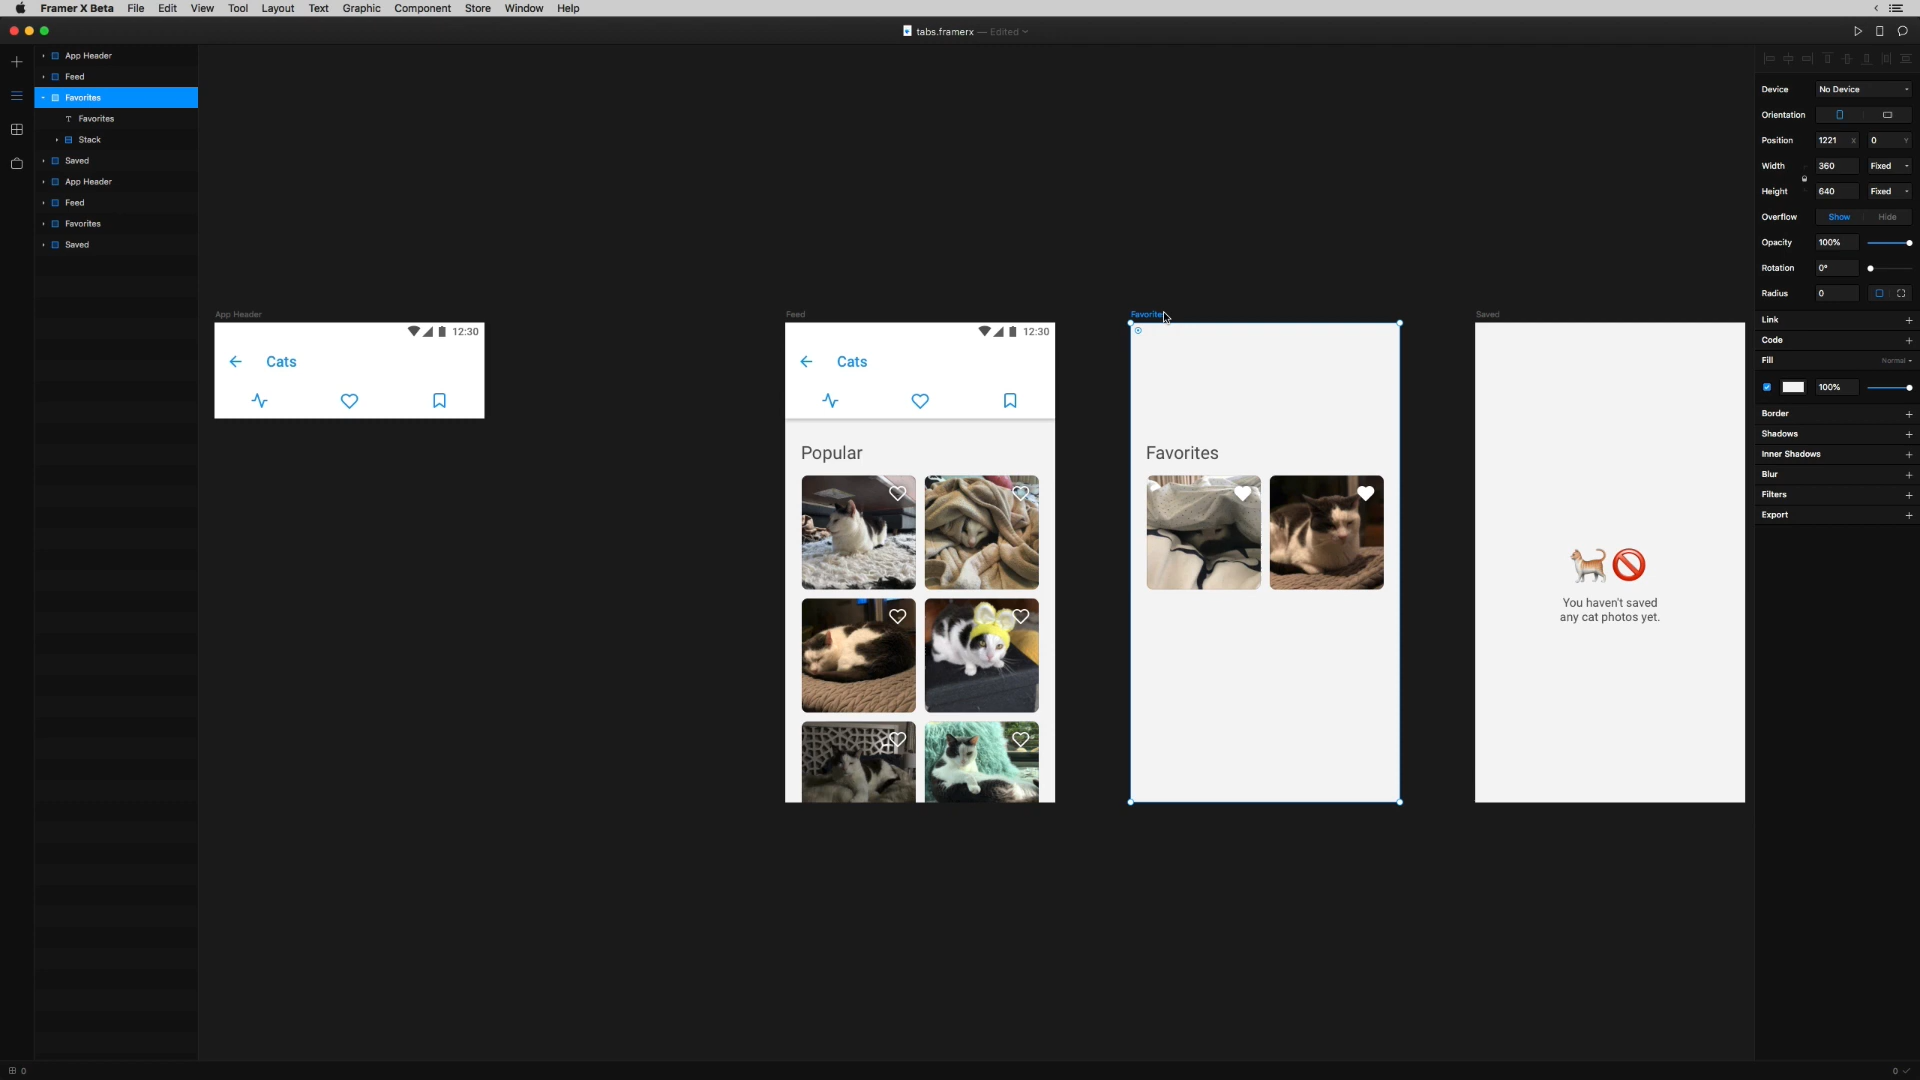 Framer X Beta File Edit View Tool Layout Text Graphic Component Store Window Help
tabs.framerx — Edited
App Header
Feed
Favorites
Favorites
Stack
Saved
App Header
Feed
Favorites
Saved
App Header
12:30
Cats
Feed
12:30
Cats
Popular
Favorites
Favorites
Saved
You haven't saved
any cat photos yet.
Device No Device
Orientation
Position 1221 X 0 Y
Width 360 Fixed
Height 640 Fixed
Overflow Show Hide
Opacity 100%
Rotation 0°
Radius 0
Link
Code
Fill Normal
100%
Border
Shadows
Inner Shadows
Blur
Filters
Export
0
0